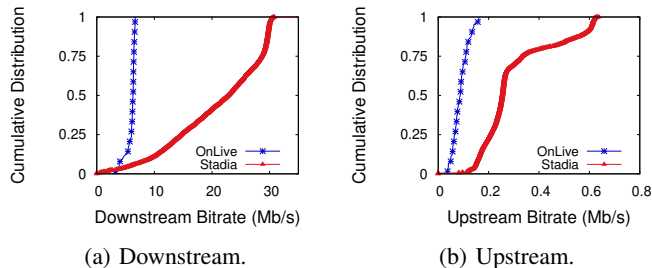 Cumulative Distribution
1
0.75
0.5
0.25
0
0 10 20 30
Downstream Bitrate (Mb/s)
OnLive
Stadia
(a) Downstream.
Cumulative Distribution
1
0.75
0.5
0.25
0
0 0.2 0.4 0.6 0.8
Upstream Bitrate (Mb/s)
OnLive
Stadia
(b) Upstream.